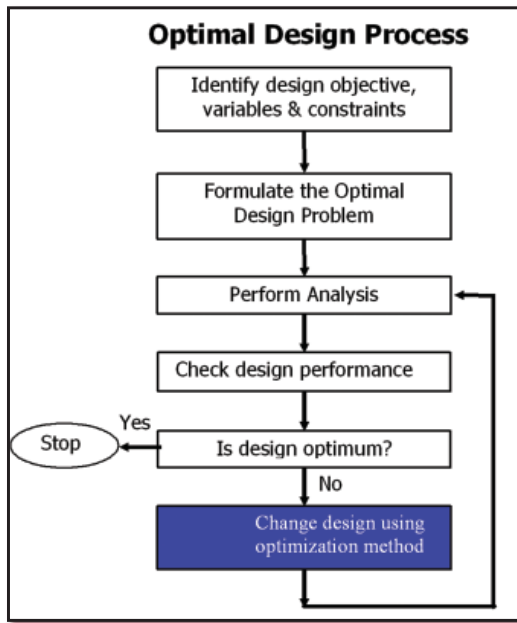 Optimal Design Process
Identify design objective,
variables & constraints
Formulate the Optimal
Design Problem
Perform Analysis
Check design performance
Yes
Stop
Is design optimum?
No
Change design using
optimization method